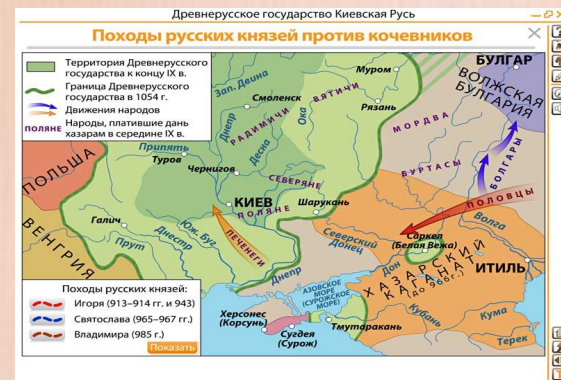 Древнерусское государство Киевская Русь
Походы русских князей против кочевников
Территория Древнерусского
государства к концу IX в.
Граница Древнерусского
государства в 1054 г.
Движения народов
ПОЛЯНЕ
Народы, платившие дань
хазарам в середине IX в.
БУЛГАР
ВОЛЖСКАЯ
БУЛГАРИЯ
Муром
Зап. Двина
Смоленск
ВЯТИЧИ
Рязань
РАДИМИЧИ
Ока
Днепр
МОРДВА
Десна
Припять
Туров
Чернигов
БУРТАСЫ
БОЛГАРЫ
ПОЛЬША
СЕВЕРЯНЕ
КИЕВ
ПОЛЯНЕ
Шарукань
ПОЛОВЦЫ
Волга
Галич
ВЕНГРИЯ
Прут
Днестр
Юж. Буг
ПЕЧЕНЕГИ
Северский
Донец
Саркел
(Белая Вежа)
Дон
ХАЗАРСКИЙ
КАГАНАТ
(до 966г.)
ИТИЛЬ
Днепр
АЗОВСКОЕ
МОРЕ
(СУРОЖСКОЕ)
МОРЕ
Херсонес
(Корсунь)
Сугдея
(Сурож)
Тмутаракань
Кубань
Кума
Терек
Походы русских князей:
Игоря (913–914 гг. и 943)
Святослава (965–967 гг.)
Владимира (985 г.)
Показать